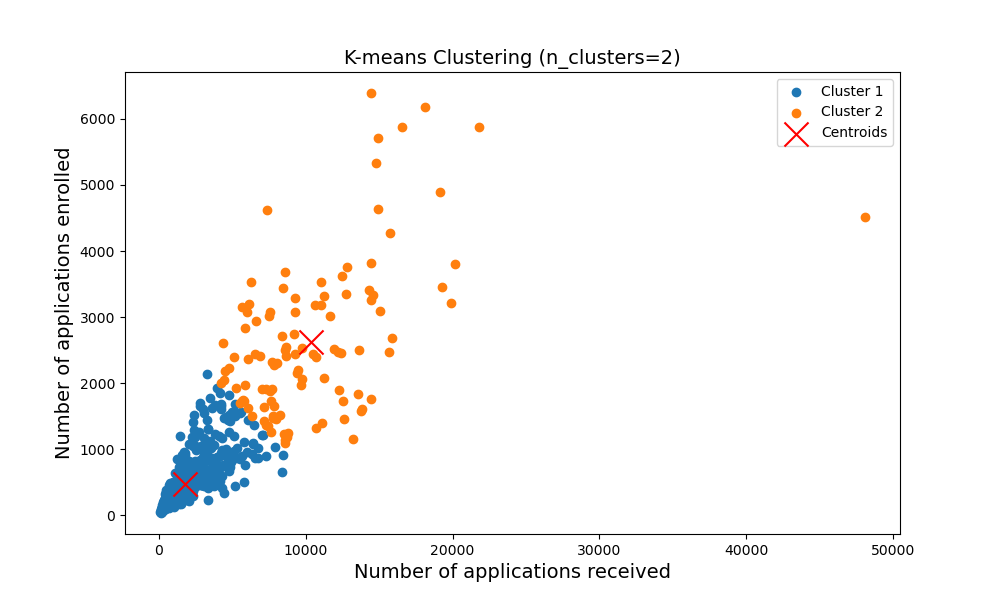 K-means Clustering (n_clusters=2)
Cluster 1
Cluster 2
Centroids
Number of applications enrolled
6000
5000
4000
3000
2000
1000
0
0
10000
20000
30000
40000
50000
Number of applications received